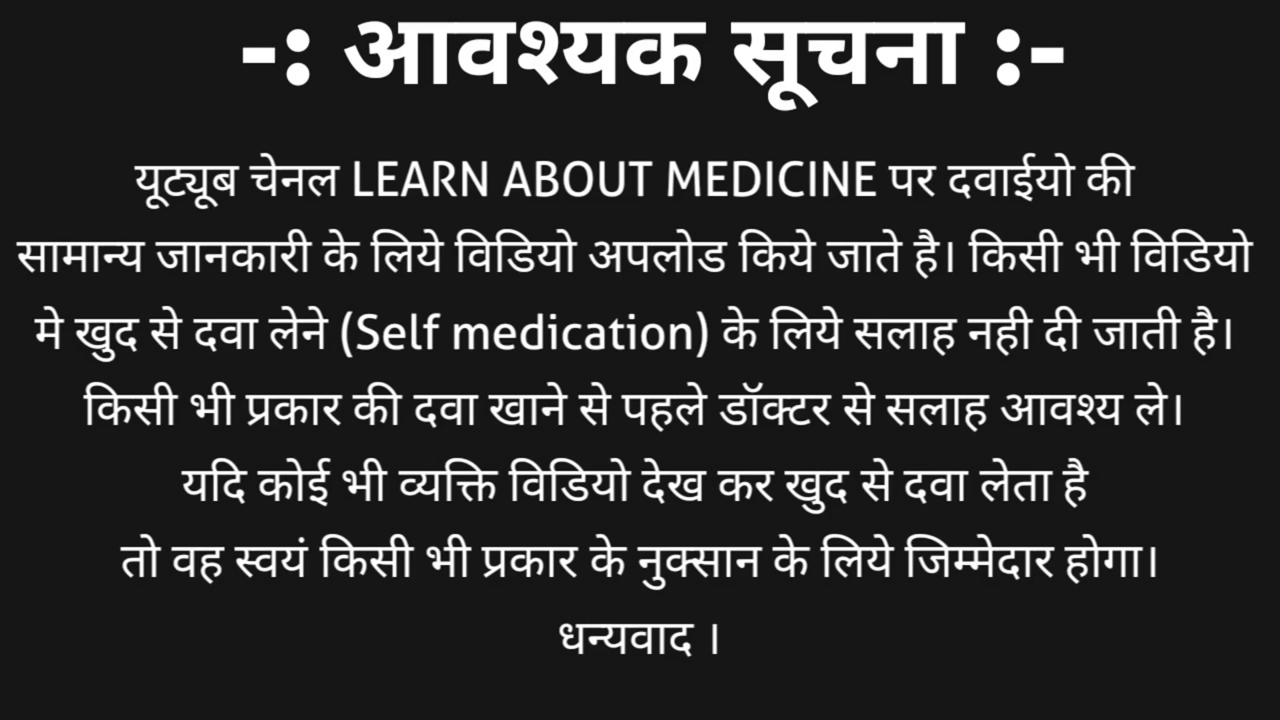 -: आवश्यक सूचना :-
यूट्यूब चेनल LEARN ABOUT MEDICINE पर दवाईयो की
सामान्य जानकारी के लिये विडियो अपलोड किये जाते है। किसी भी विडियो
मे खुद से दवा लेने (Self medication) के लिये सलाह नही दी जाती है।
किसी भी प्रकार की दवा खाने से पहले डॉक्टर से सलाह आवश्य ले।
यदि कोई भी व्यक्ति विडियो देख कर खुद से दवा लेता है
तो वह स्वयं किसी भी प्रकार के नुक्सान के लिये जिम्मेदार होगा।
धन्यवाद ।